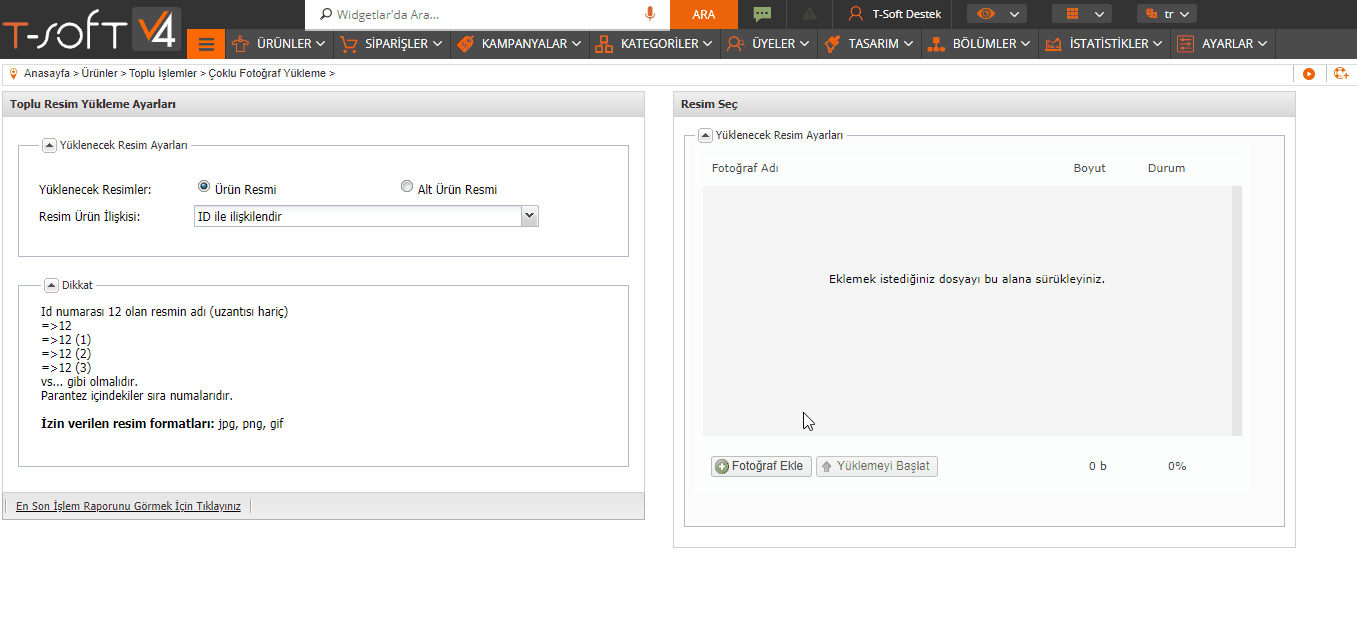 T-SOFT V4
Widgetlar'da Ara...
ARA
T-Soft Destek
tr
ÜRÜNLER
SİPARİŞLER
KAMPANYALAR
KATEGORİLER
ÜYELER
TASARIM
BÖLÜMLER
İSTATİSTİKLER
AYARLAR
Anasayfa > Ürünler > Toplu İşlemler > Çoklu Fotoğraf Yükleme >
Toplu Resim Yükleme Ayarları
Yüklenecek Resim Ayarları
Yüklenecek Resimler:
Ürün Resmi
Alt Ürün Resmi
Resim Ürün İlişkisi:
ID ile ilişkilendir
Dikkat
Id numarası 12 olan resmin adı (uzantısı hariç)
=>12
=>12 (1)
=>12 (2)
=>12 (3)
vs... gibi olmalıdır.
Parantez içindekiler sıra numalarıdır.
İzin verilen resim formatları: jpg, png, gif
En Son İşlem Raporunu Görmek İçin Tıklayınız
Resim Seç
Yüklenecek Resim Ayarları
Fotoğraf Adı
Boyut
Durum
Eklemek istediğiniz dosyayı bu alana sürükleyiniz.
Fotoğraf Ekle
Yüklemeyi Başlat
0 b
0%